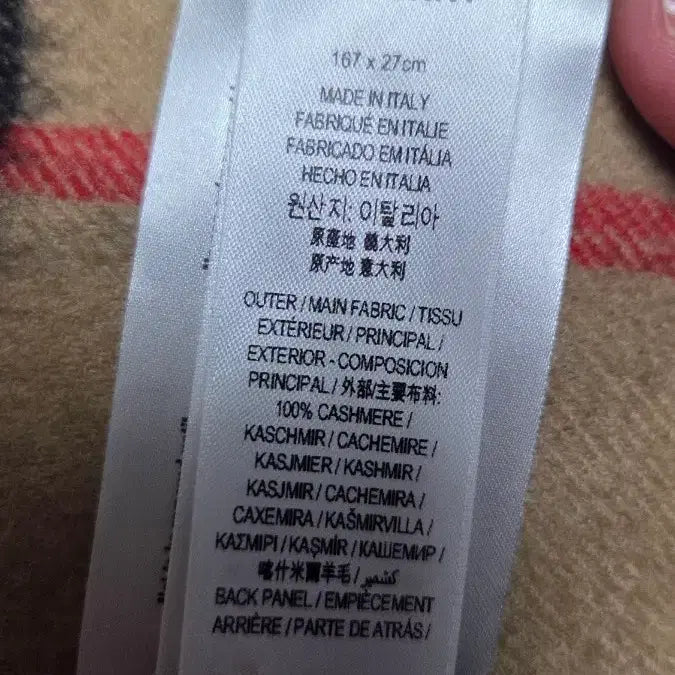 167 x 27cm
MADE IN ITALY
FABRIQUÉ EN ITALIE
FABRICADO EM ITÁLIA
HECHO EN ITALIA
원산지: 이탈리아
原產地 義大利
原产地 意大利
OUTER / MAIN FABRIC / TISSU
EXTÉRIEUR / PRINCIPAL /
EXTERIOR - COMPOSICION
PRINCIPAL / 外部/主要布料:
100% CASHMERE /
KASCHMIR / CACHEMIRE /
KASJMIER / KASHMIR /
KASJMIR / CACHEMIRA /
CAXEMIRA / KAŠMIRVILLA /
ΚΑΣΜΙΡΙ / KAŞMİR / КАШЕМИР /
喀什米爾羊毛 / كشمير /
BACK PANEL / EMPIÈCEMENT
ARRIÈRE / PARTE DE ATRÁS /